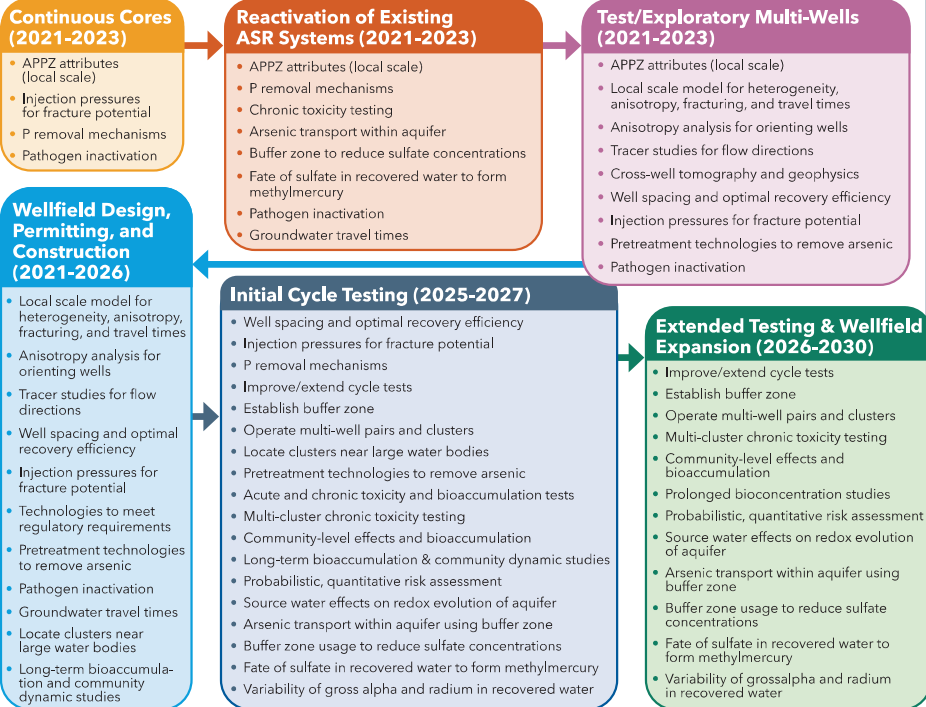 Continuous Cores
(2021-2023)
• APPZ attributes
(local scale)
• Injection pressures
for fracture potential
• P removal mechanisms
• Pathogen inactivation
Reactivation of Existing
ASR Systems (2021-2023)
• APPZ attributes (local scale)
• P removal mechanisms
• Chronic toxicity testing
• Arsenic transport within aquifer
• Buffer zone to reduce sulfate concentrations
• Fate of sulfate in recovered water to form
methylmercury
• Pathogen inactivation
• Groundwater travel times
Test/Exploratory Multi-Wells
(2021-2023)
• APPZ attributes (local scale)
• Local scale model for heterogeneity,
anisotropy, fracturing, and travel times
• Anisotropy analysis for orienting wells
• Tracer studies for flow directions
• Cross-well tomography and geophysics
• Well spacing and optimal recovery efficiency
• Injection pressures for fracture potential
• Pretreatment technologies to remove arsenic
• Pathogen inactivation
Wellfield Design,
Permitting, and
Construction
(2021-2026)
• Local scale model for
heterogeneity, anisotropy,
fracturing, and travel times
• Anisotropy analysis for
orienting wells
• Tracer studies for flow
directions
• Well spacing and optimal
recovery efficiency
• Injection pressures for
fracture potential
• Technologies to meet
regulatory requirements
• Pretreatment technologies
to remove arsenic
• Pathogen inactivation
• Groundwater travel times
• Locate clusters near
large water bodies
• Long-term bioaccumula-
tion and community
dynamic studies
Initial Cycle Testing (2025-2027)
• Well spacing and optimal recovery efficiency
• Injection pressures for fracture potential
• P removal mechanisms
• Improve/extend cycle tests
• Establish buffer zone
• Operate multi-well pairs and clusters
• Locate clusters near large water bodies
• Pretreatment technologies to remove arsenic
• Acute and chronic toxicity and bioaccumulation tests
• Multi-cluster chronic toxicity testing
• Community-level effects and bioaccumulation
• Long-term bioaccumulation & community dynamic studies
• Probabilistic, quantitative risk assessment
• Source water effects on redox evolution of aquifer
• Arsenic transport within aquifer using buffer zone
• Buffer zone usage to reduce sulfate concentrations
• Fate of sulfate in recovered water to form methylmercury
• Variability of gross alpha and radium in recovered water
Extended Testing & Wellfield
Expansion (2026-2030)
• Improve/extend cycle tests
• Establish buffer zone
• Operate multi-well pairs and clusters
• Multi-cluster chronic toxicity testing
• Community-level effects and
bioaccumulation
• Prolonged bioconcentration studies
• Probabilistic, quantitative risk assessment
• Source water effects on redox evolution
of aquifer
• Arsenic transport within aquifer using
buffer zone
• Buffer zone usage to reduce sulfate
concentrations
• Fate of sulfate in recovered water to
form methylmercury
• Variability of grossalpha and radium
in recovered water